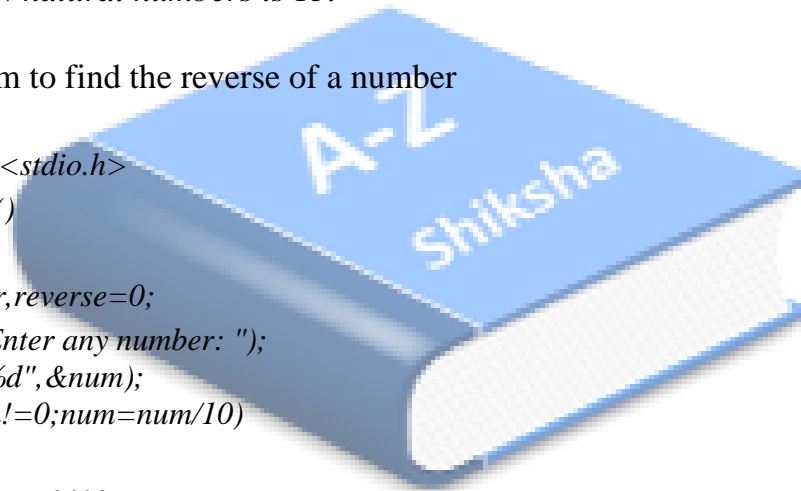 natural numbers is 15.
m to find the reverse of a number
A-Z
Shiksha
<stdio.h>
()
r,reverse=0;
Enter any number: ");
%d",&num);
!=0;num=num/10)